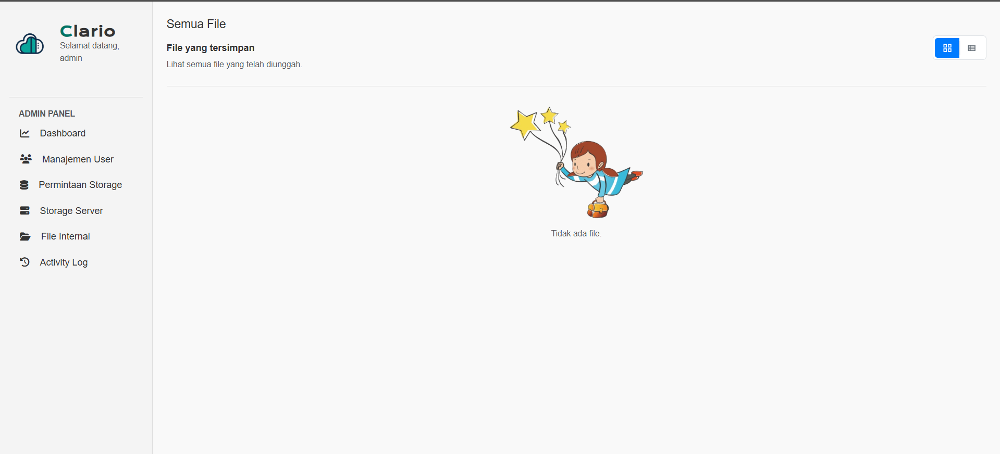 Clario
Selamat datang,
admin
ADMIN PANEL
Dashboard
Manajemen User
Permintaan Storage
Storage Server
File Internal
Activity Log
Semua File
File yang tersimpan
Lihat semua file yang telah diunggah.
Tidak ada file.